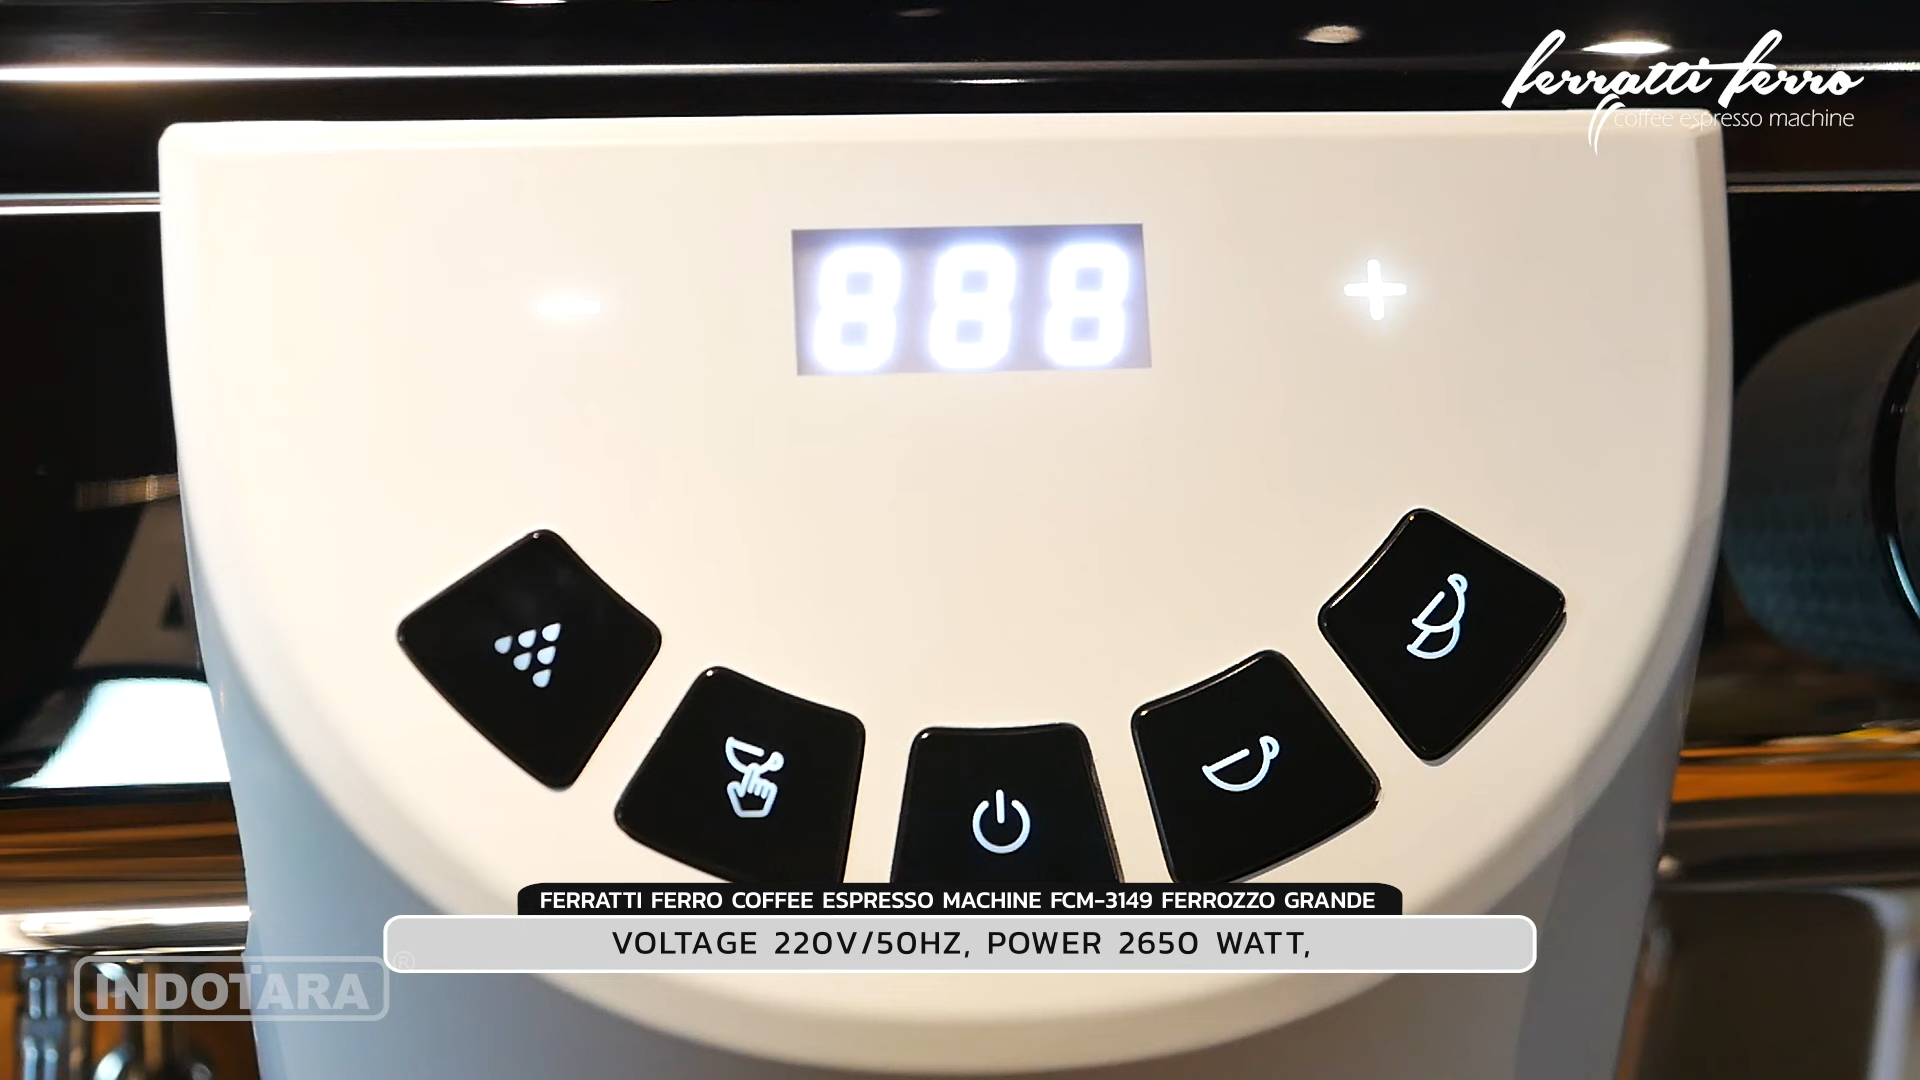 ferratti ferro
coffee espresso machine
888
FERRATTI FERRO COFFEE ESPRESSO MACHINE FCM-3149 FERROZZO GRANDE
VOLTAGE 220V/50HZ, POWER 2650 WATT,
INDOTARA®